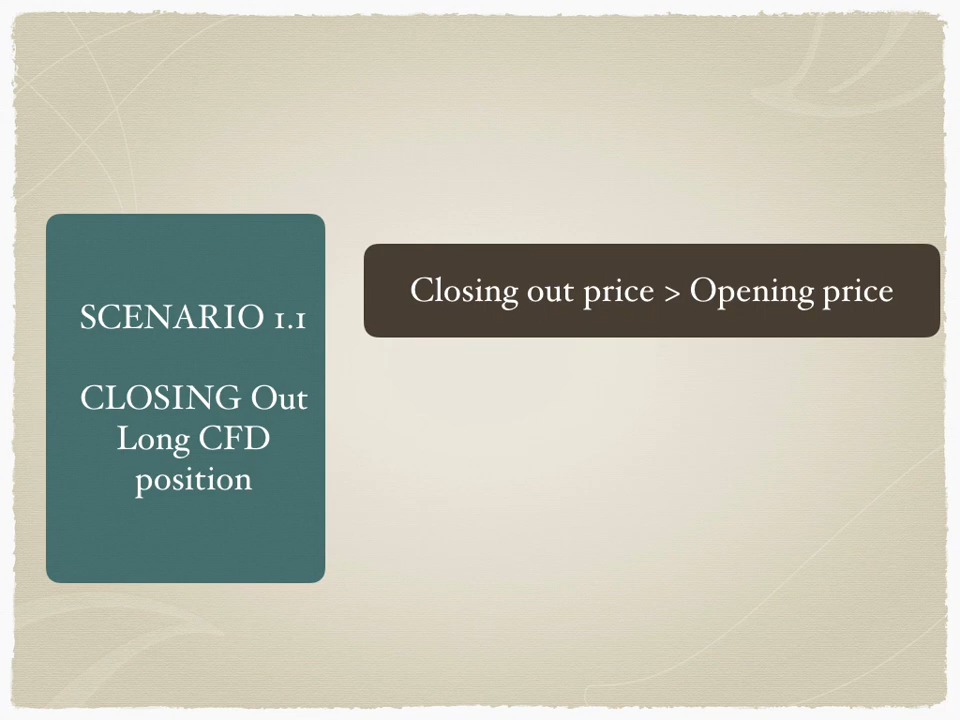 SCENARIO 1.1
CLOSING Out
Long CFD
position
Closing out price > Opening price